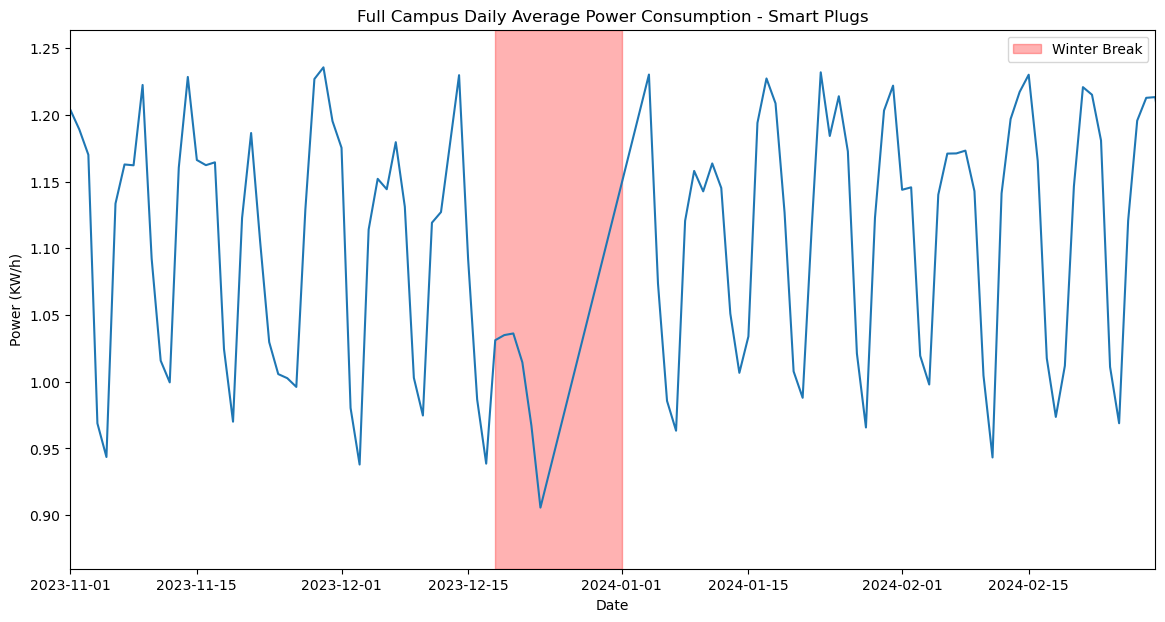 Full Campus Daily Average Power Consumption - Smart Plugs
Winter Break
Power (KW/h)
1.25
1.20
1.15
1.10
1.05
1.00
0.95
0.90
2023-11-01 2023-11-15 2023-12-01 2023-12-15 2024-01-01 2024-01-15 2024-02-01 2024-02-15
Date